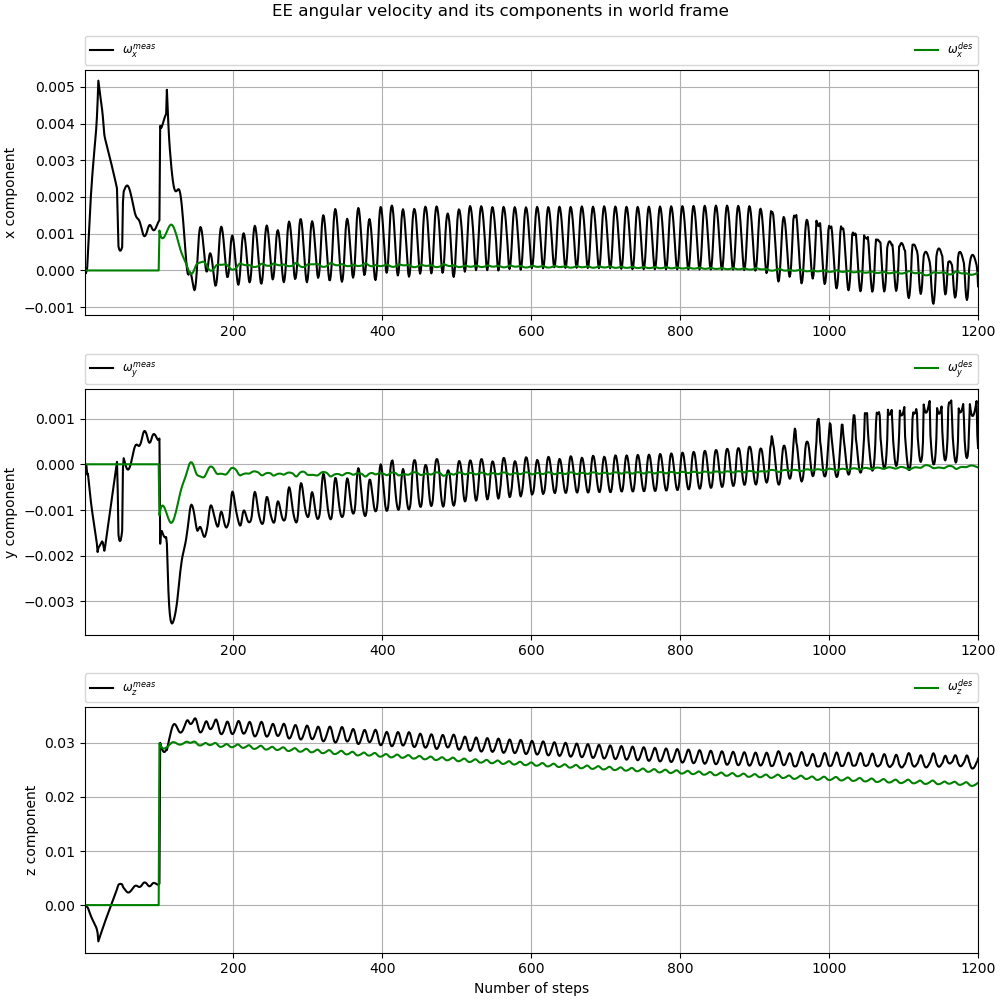 EE angular velocity and its components in world frame
ω_x^meas ω_x^des
x component
0.005
0.004
0.003
0.002
0.001
0.000
−0.001
200 400 600 800 1000 1200
ω_y^meas ω_y^des
y component
0.001
0.000
−0.001
−0.002
−0.003
200 400 600 800 1000 1200
ω_z^meas ω_z^des
z component
0.03
0.02
0.01
0.00
200 400 600 800 1000 1200
Number of steps